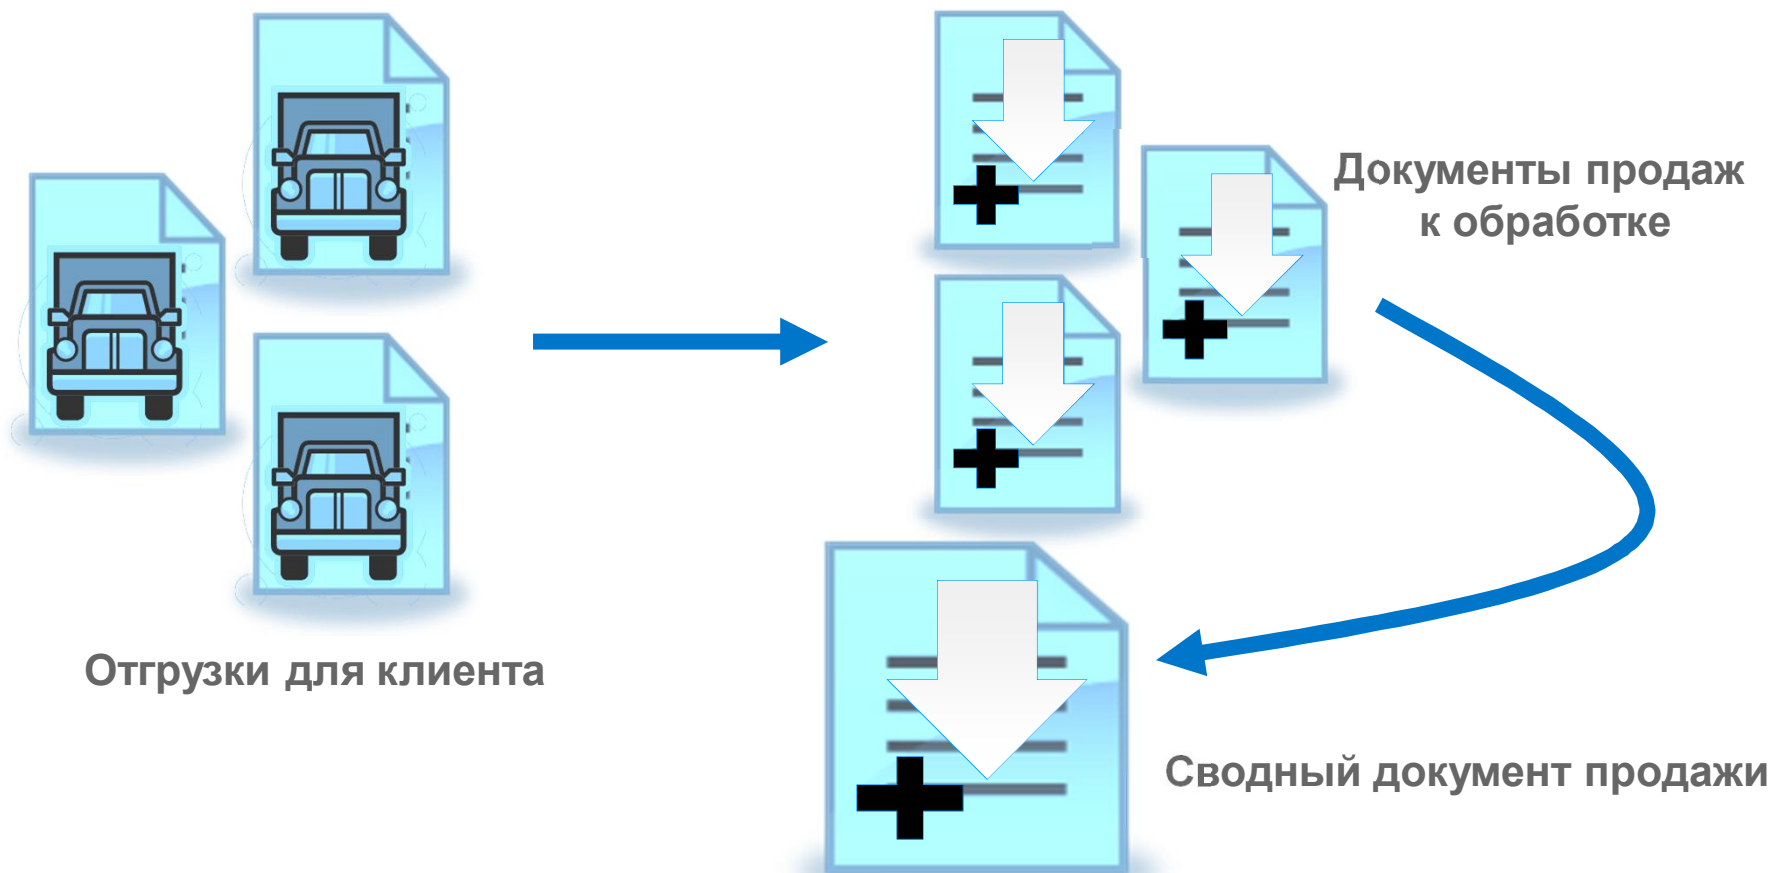 Документы продаж
к обработке
Отгрузки для клиента
Сводный документ продажи